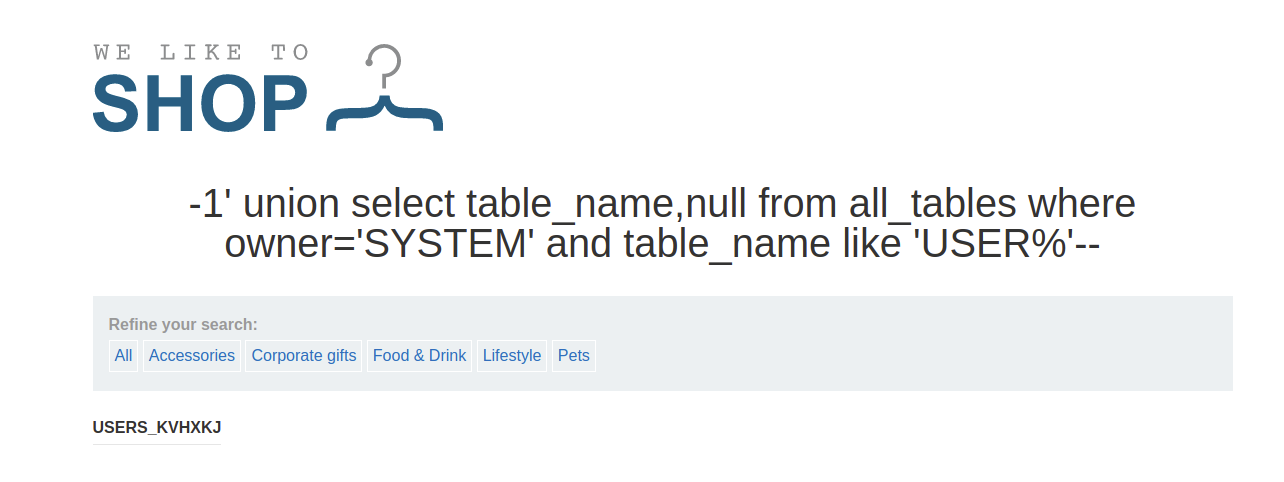 WE LIKE TO
SHOP
-1' union select table_name,null from all_tables where
owner='SYSTEM' and table_name like 'USER%'--
Refine your search:
All Accessories Corporate gifts Food & Drink Lifestyle Pets
USERS_KVHXKJ